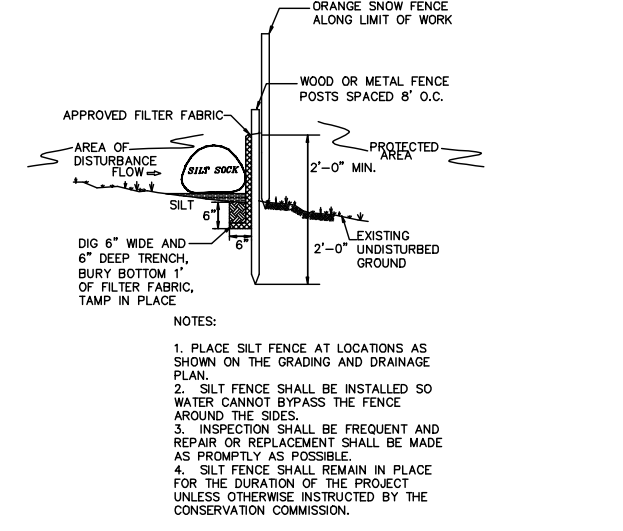 ORANGE SNOW FENCE
ALONG LIMIT OF WORK
WOOD OR METAL FENCE
POSTS SPACED 8' O.C.
APPROVED FILTER FABRIC
AREA OF
DISTURBANCE
FLOW
SILT SOCK
PROTECTED
AREA
2'-0" MIN.
SILT
6"
6"
2'-0"
EXISTING
UNDISTURBED
GROUND
DIG 6" WIDE AND
6" DEEP TRENCH,
BURY BOTTOM 1'
OF FILTER FABRIC,
TAMP IN PLACE
NOTES:
1. PLACE SILT FENCE AT LOCATIONS AS
SHOWN ON THE GRADING AND DRAINAGE
PLAN.
2. SILT FENCE SHALL BE INSTALLED SO
WATER CANNOT BYPASS THE FENCE
AROUND THE SIDES.
3. INSPECTION SHALL BE FREQUENT AND
REPAIR OR REPLACEMENT SHALL BE MADE
AS PROMPTLY AS POSSIBLE.
4. SILT FENCE SHALL REMAIN IN PLACE
FOR THE DURATION OF THE PROJECT
UNLESS OTHERWISE INSTRUCTED BY THE
CONSERVATION COMMISSION.